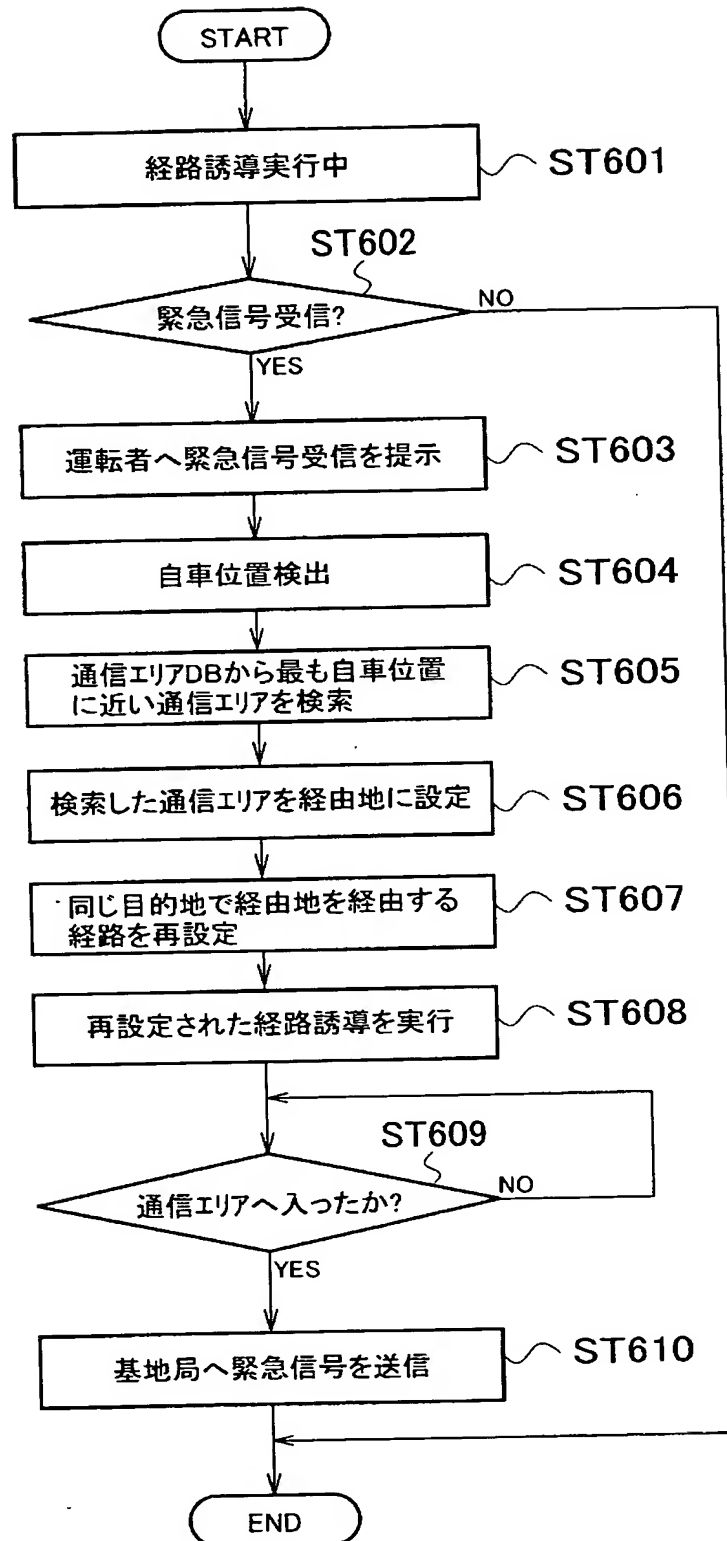 START
経路誘導実行中
ST601
ST602
緊急信号受信?
NO
YES
運転者へ緊急信号受信を提示
ST603
自車位置検出
ST604
通信エリアDBから最も自車位置
に近い通信エリアを検索
ST605
検索した通信エリアを経由地に設定
ST606
同じ目的地で経由地を経由する
経路を再設定
ST607
再設定された経路誘導を実行
ST608
ST609
通信エリアへ入ったか?
NO
YES
基地局へ緊急信号を送信
ST610
END